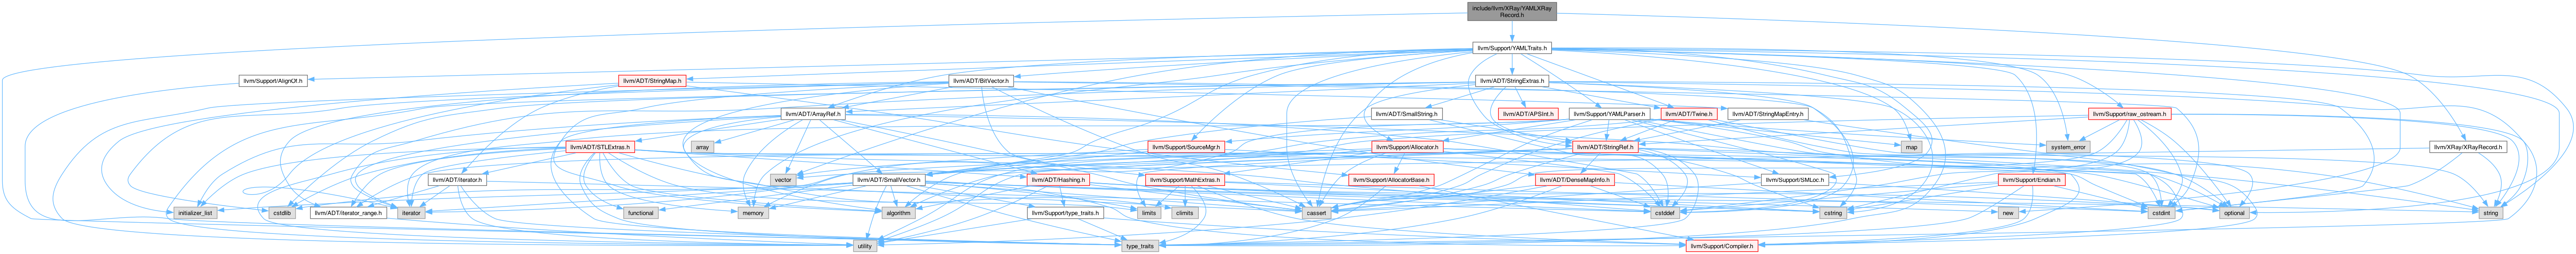 include/llvm/XRay/YAMLXRay
Record.h
llvm/Support/YAMLTraits.h
llvm/Support/AlignOf.h
llvm/ADT/StringMap.h
llvm/ADT/BitVector.h
llvm/ADT/StringExtras.h
llvm/ADT/ArrayRef.h
llvm/ADT/SmallString.h
llvm/ADT/APSInt.h
llvm/Support/YAMLParser.h
llvm/ADT/Twine.h
llvm/ADT/StringMapEntry.h
llvm/Support/raw_ostream.h
array
llvm/ADT/STLExtras.h
llvm/Support/SourceMgr.h
llvm/Support/Allocator.h
llvm/ADT/StringRef.h
map
system_error
llvm/XRay/XRayRecord.h
llvm/ADT/iterator.h
vector
llvm/ADT/SmallVector.h
llvm/ADT/Hashing.h
llvm/Support/MathExtras.h
llvm/Support/AllocatorBase.h
llvm/ADT/DenseMapInfo.h
llvm/Support/SMLoc.h
llvm/Support/Endian.h
initializer_list
cstdlib
llvm/ADT/iterator_range.h
iterator
functional
memory
algorithm
llvm/Support/type_traits.h
limits
climits
cassert
cstddef
cstring
new
cstdint
optional
string
utility
type_traits
llvm/Support/Compiler.h